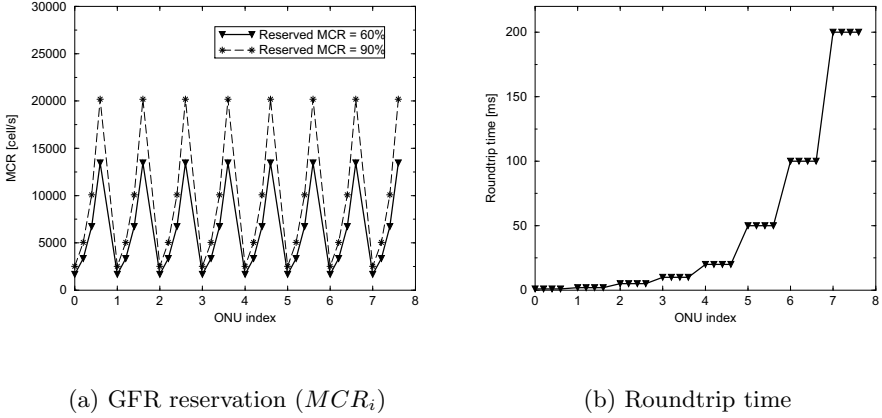 30000
25000
20000
15000
10000
5000
0
MCR [cell/s]
Reserved MCR = 60%
Reserved MCR = 90%
0 1 2 3 4 5 6 7 8
ONU index
(a) GFR reservation (MCR_i)
200
150
100
50
0
Roundtrip time [ms]
0 1 2 3 4 5 6 7 8
ONU index
(b) Roundtrip time